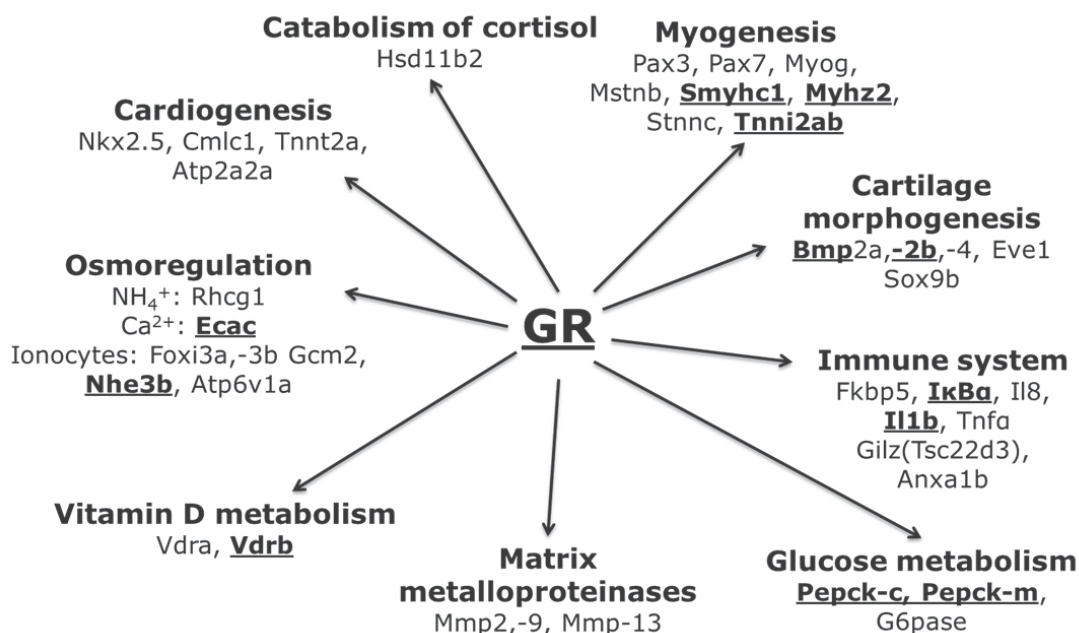 Catabolism of cortisol
Hsd11b2
Myogenesis
Pax3, Pax7, Myog,
Mstnb, Smyhc1, Myhz2,
Stnnc, Tnni2ab
Cardiogenesis
Nkx2.5, Cmlc1, Tnnt2a,
Atp2a2a
Cartilage
morphogenesis
Bmp2a,-2b,-4, Eve1
Sox9b
Osmoregulation
NH₄⁺: Rhcg1
Ca²⁺: Ecac
Ionocytes: Foxi3a,-3b Gcm2,
Nhe3b, Atp6v1a
GR
Immune system
Fkbp5, IκBα, Il8,
Il1b, Tnfα
Gilz(Tsc22d3),
Anxa1b
Vitamin D metabolism
Vdra, Vdrb
Matrix
metalloproteinases
Mmp2,-9, Mmp-13
Glucose metabolism
Pepck-c, Pepck-m,
G6pase